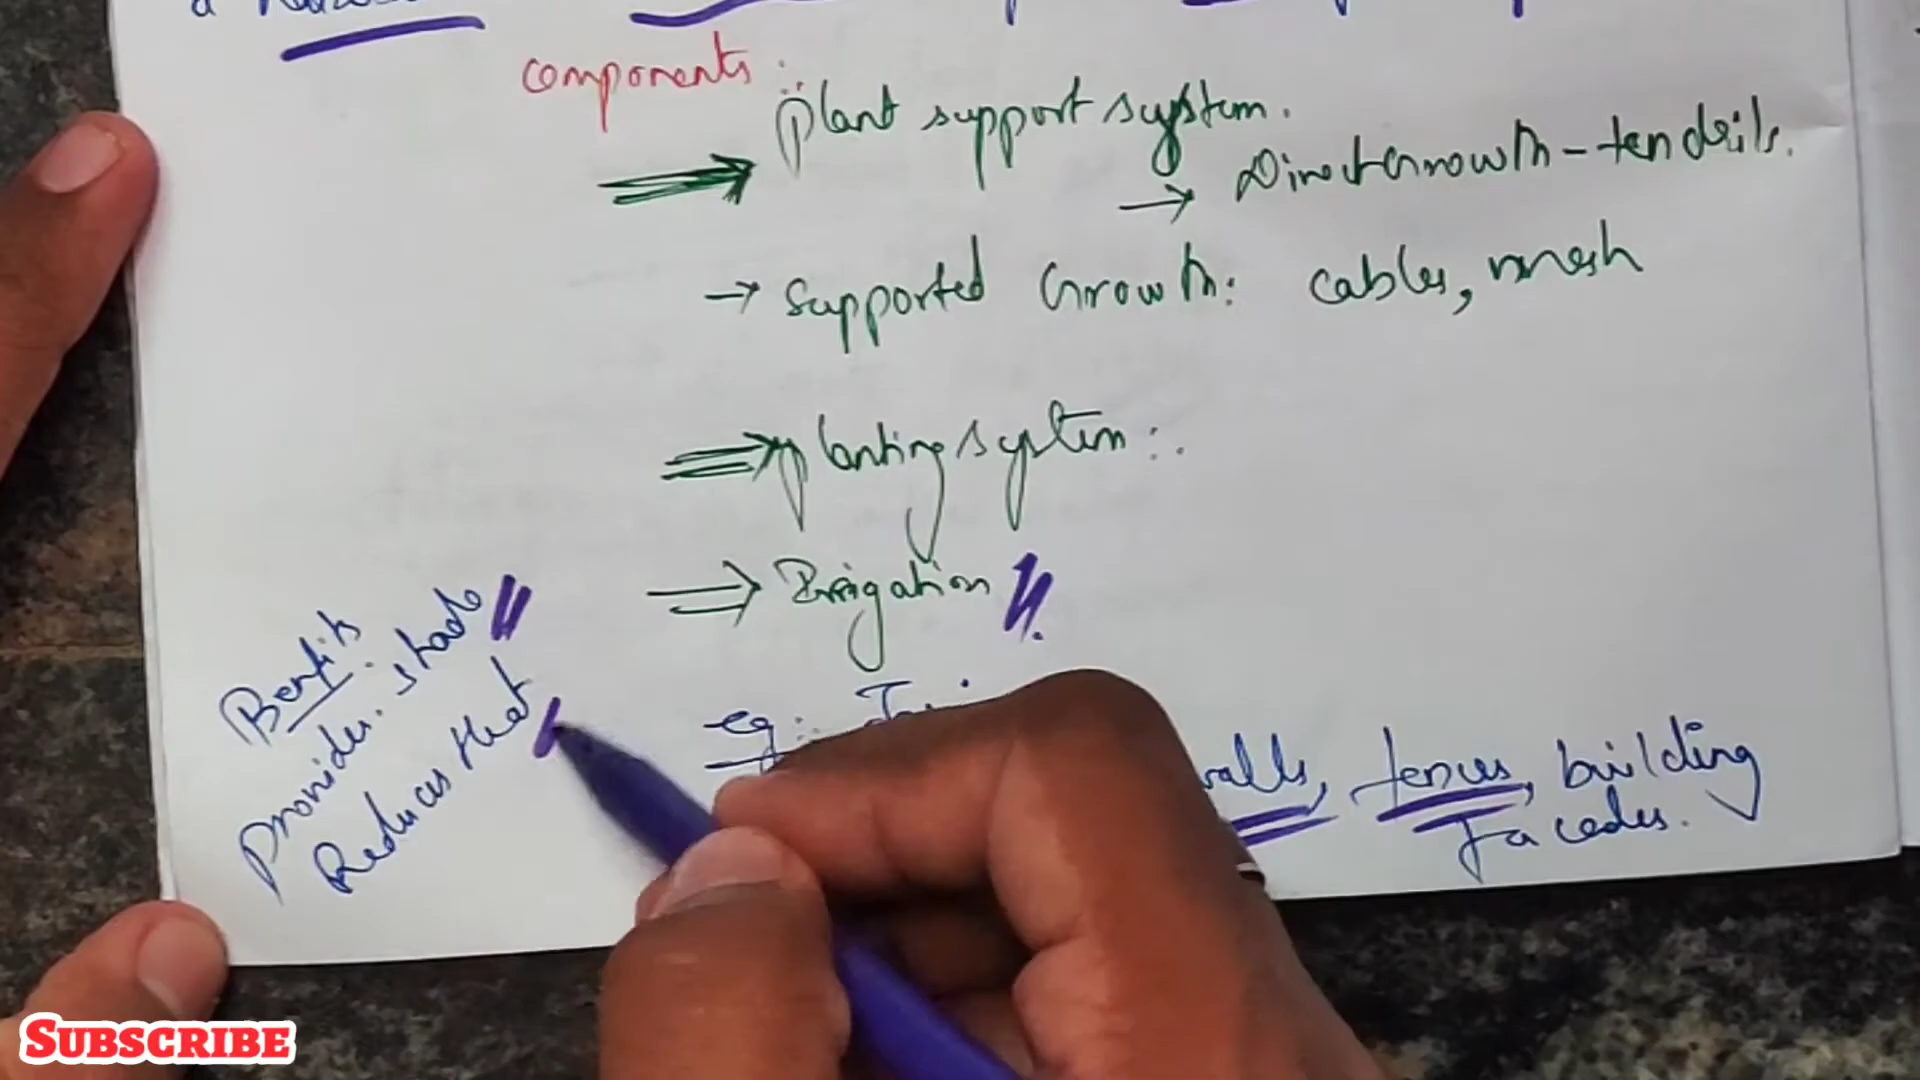 components:
plant support system.
→ Direct Growth - tendrils.
→ supported Growth: cables, mesh
⇒ planting system:
⇒ Irrigation
Benefits
provides shade
Reduces Heat
eg:
walls, fences, building
facades.
SUBSCRIBE